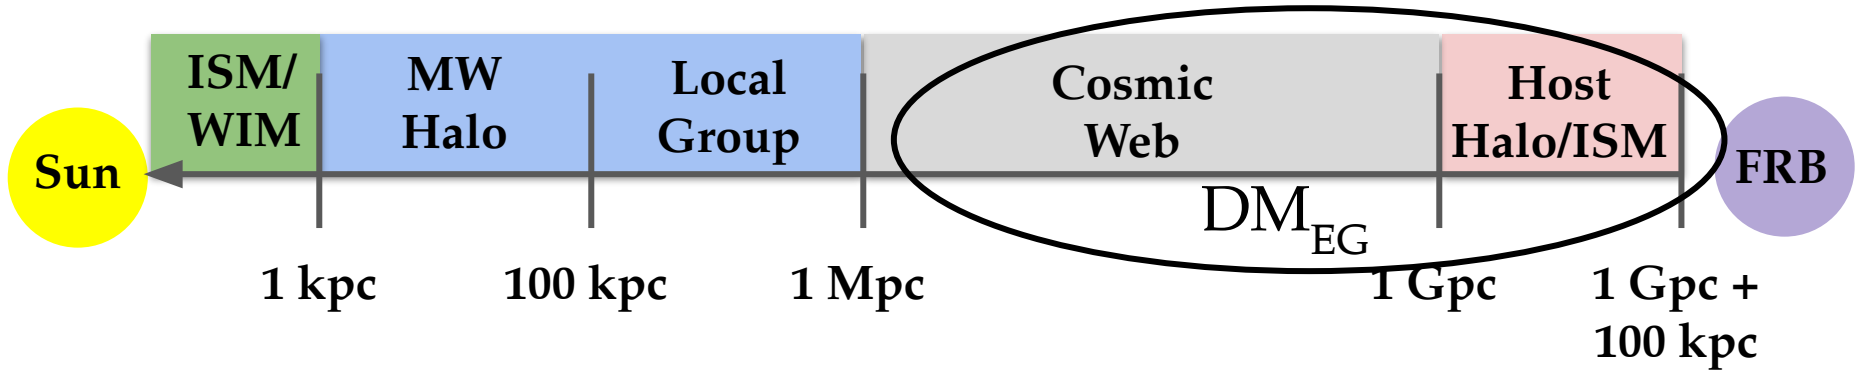 Sun
ISM/
WIM
MW
Halo
Local
Group
Cosmic
Web
Host
Halo/ISM
FRB
DM_EG
1 kpc
100 kpc
1 Mpc
1 Gpc
1 Gpc +
100 kpc